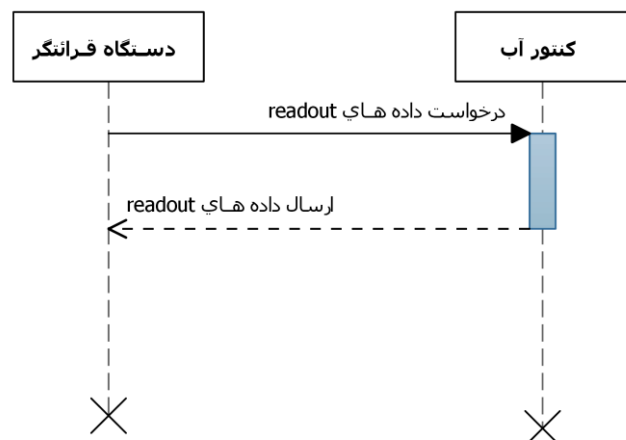 کنتور آب
دستگاه قرائتگر
درخواست داده هاي readout
ارسال داده هاي readout